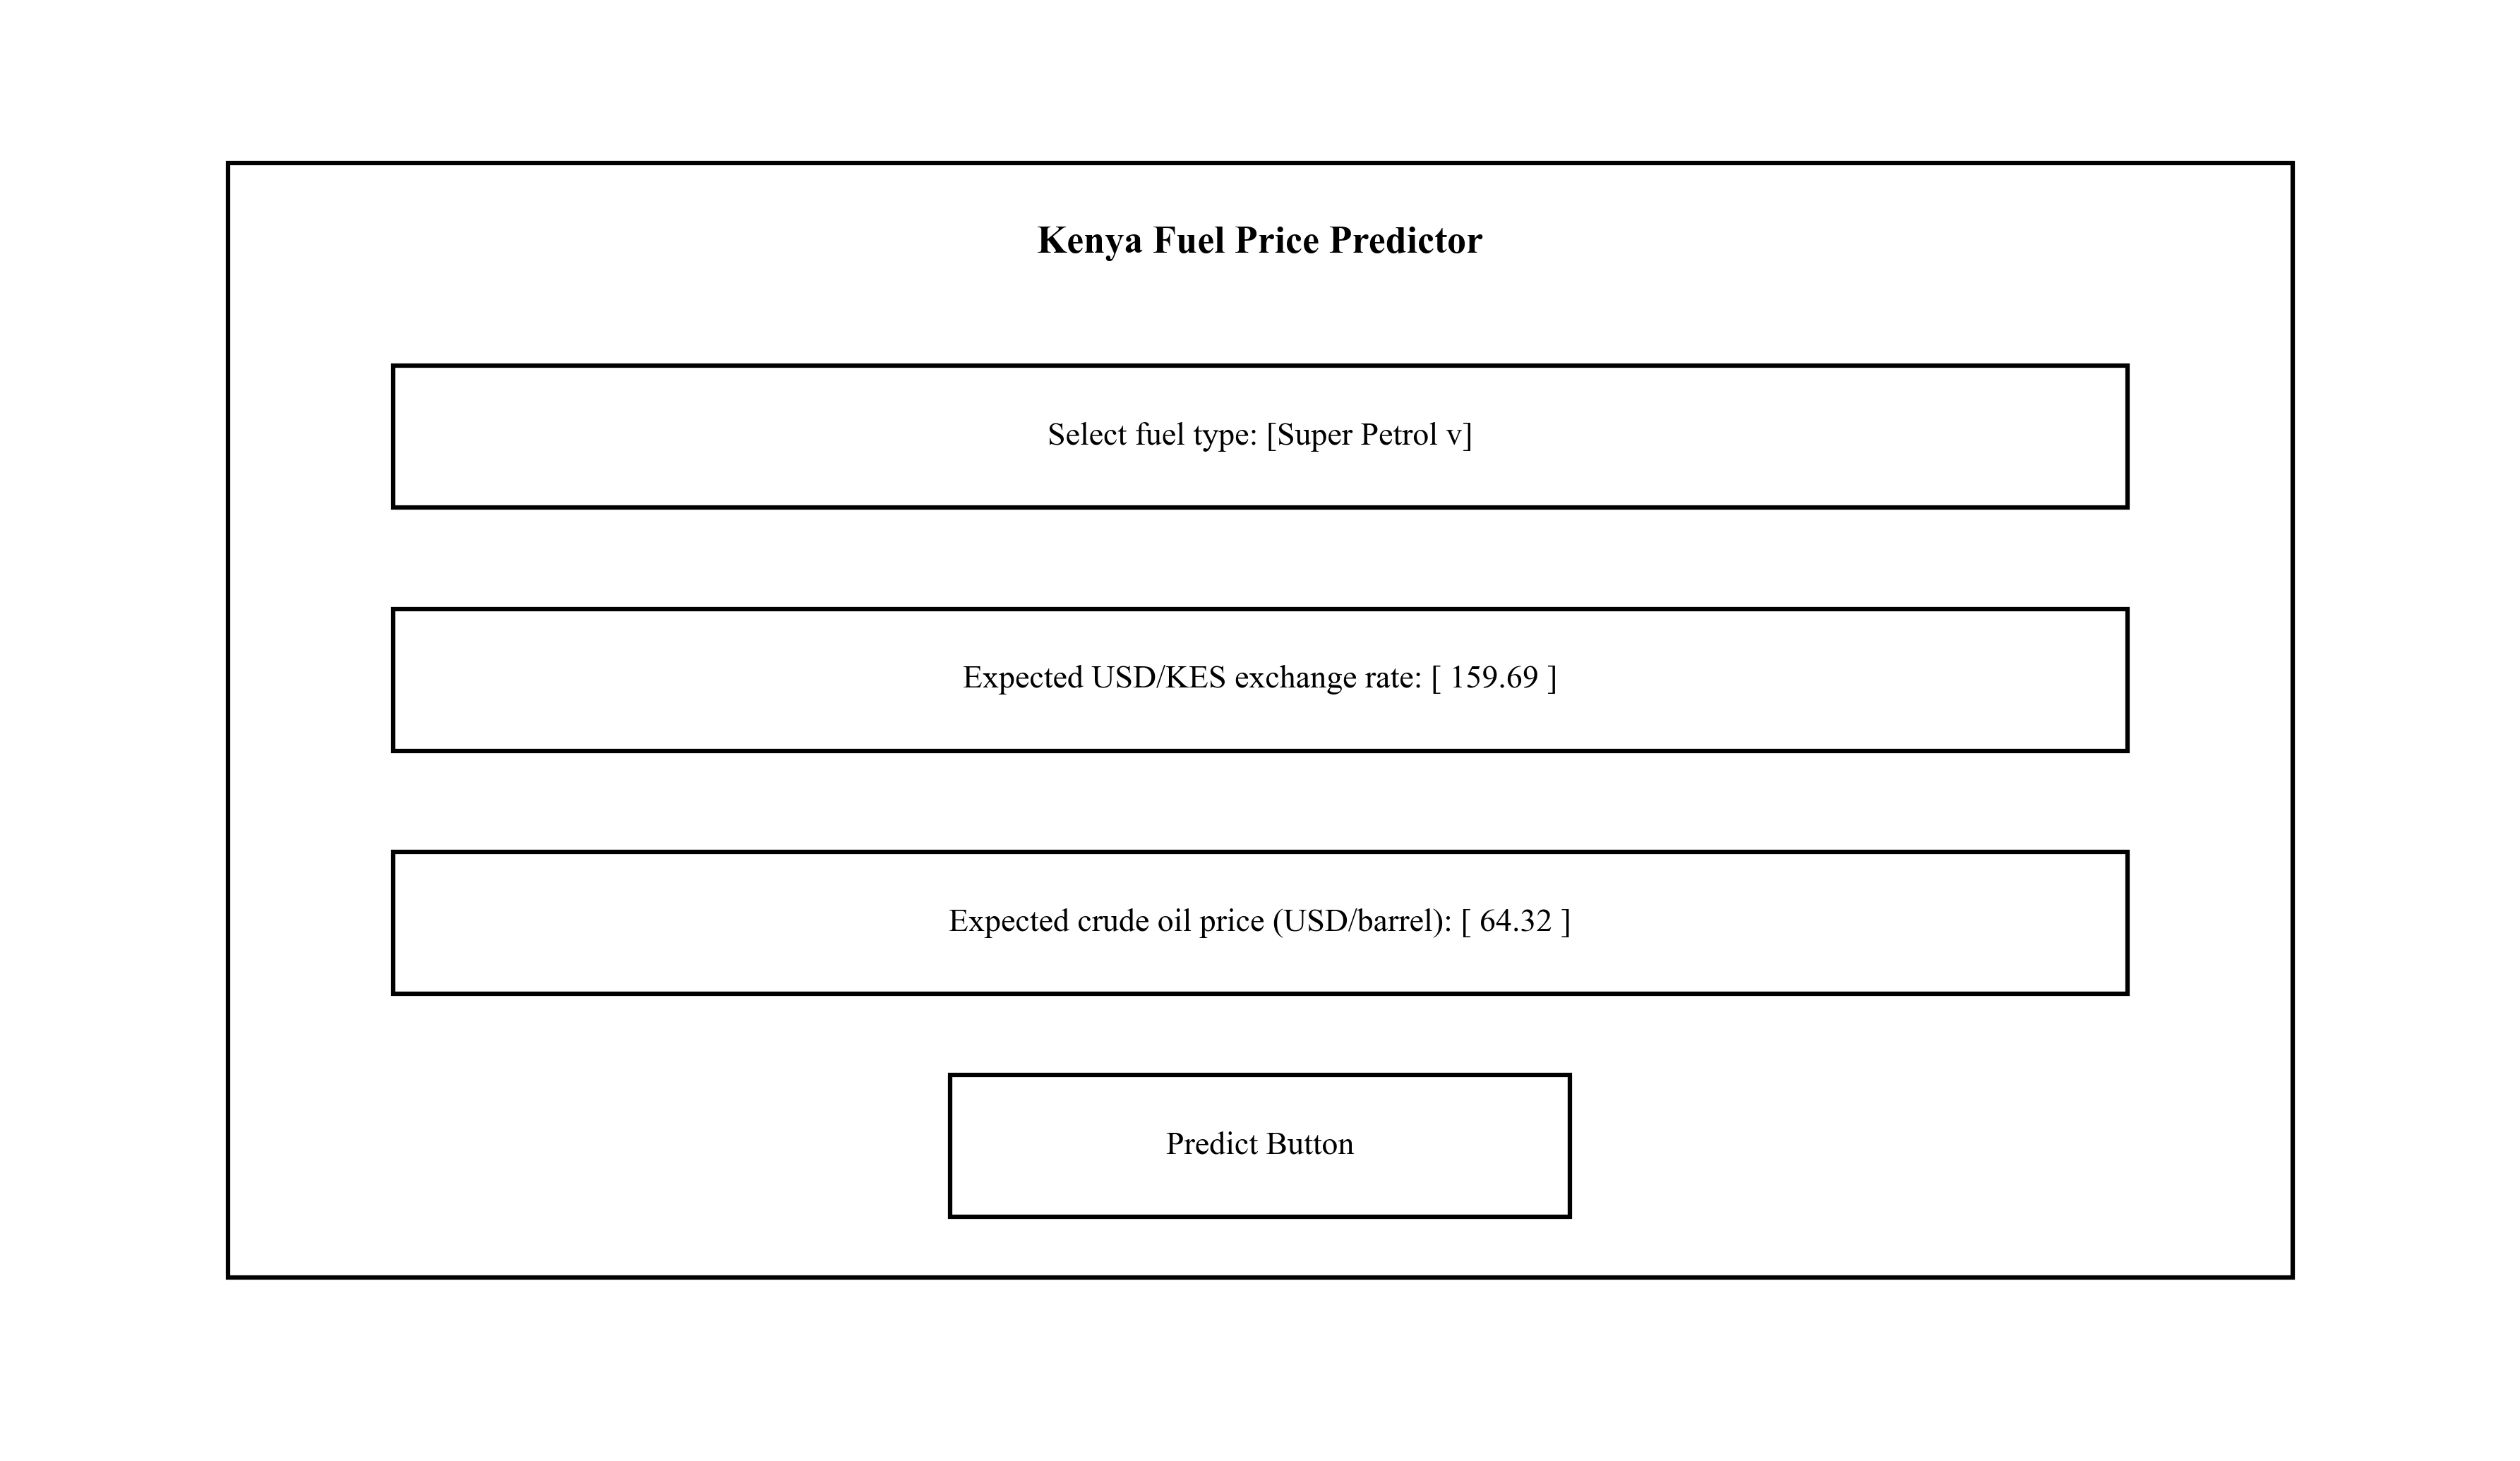 Kenya Fuel Price Predictor
Select fuel type: [Super Petrol v]
Expected USD/KES exchange rate: [ 159.69 ]
Expected crude oil price (USD/barrel): [ 64.32 ]
Predict Button